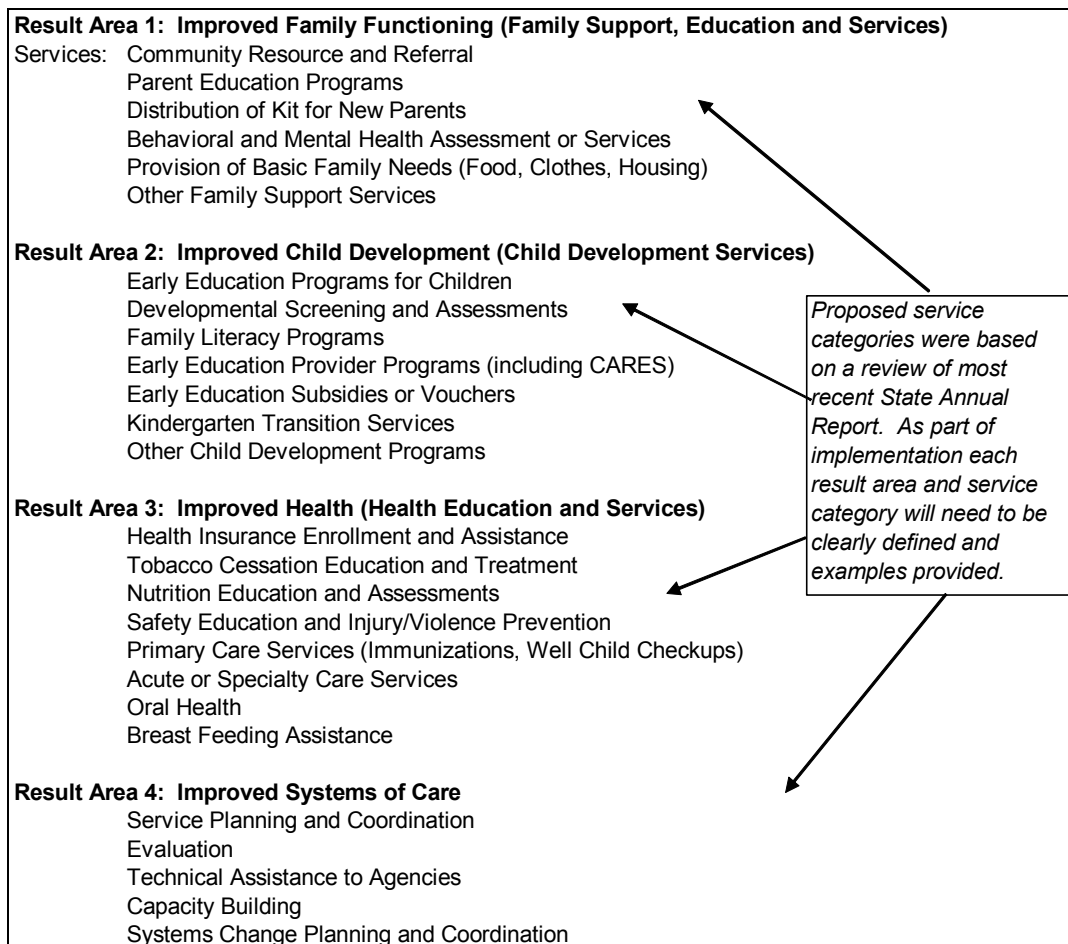 Result Area 1:  Improved Family Functioning (Family Support, Education and Services)
Services:   Community Resource and Referral
Parent Education Programs
Distribution of Kit for New Parents
Behavioral and Mental Health Assessment or Services
Provision of Basic Family Needs (Food, Clothes, Housing)
Other Family Support Services
Result Area 2:  Improved Child Development (Child Development Services)
Early Education Programs for Children
Developmental Screening and Assessments
Family Literacy Programs
Early Education Provider Programs (including CARES)
Early Education Subsidies or Vouchers
Kindergarten Transition Services
Other Child Development Programs
Proposed service
categories were based
on a review of most
recent State Annual
Report.  As part of
implementation each
result area and service
category will need to be
clearly defined and
examples provided.
Result Area 3:  Improved Health (Health Education and Services)
Health Insurance Enrollment and Assistance
Tobacco Cessation Education and Treatment
Nutrition Education and Assessments
Safety Education and Injury/Violence Prevention
Primary Care Services (Immunizations, Well Child Checkups)
Acute or Specialty Care Services
Oral Health
Breast Feeding Assistance
Result Area 4:  Improved Systems of Care
Service Planning and Coordination
Evaluation
Technical Assistance to Agencies
Capacity Building
Systems Change Planning and Coordination